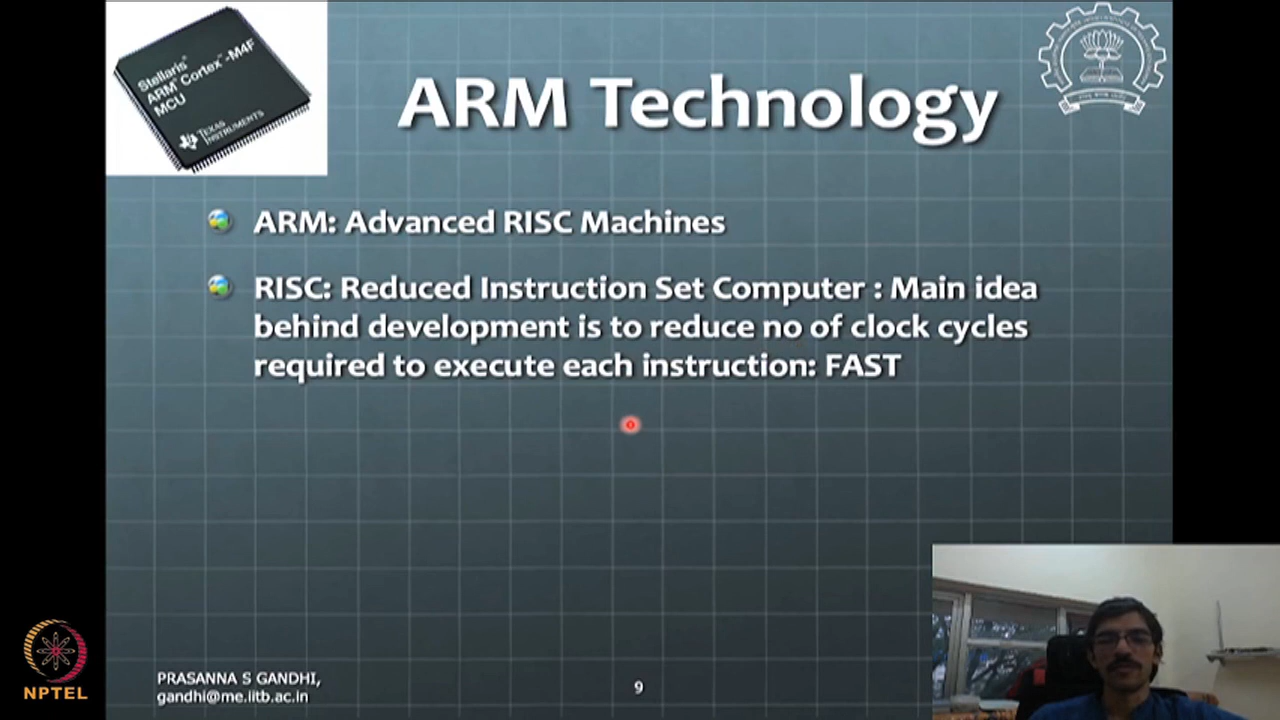 Stellaris®
ARM® Cortex™-M4F
MCU
TEXAS
INSTRUMENTS
ARM Technology
ARM: Advanced RISC Machines
RISC: Reduced Instruction Set Computer : Main idea
behind development is to reduce no of clock cycles
required to execute each instruction: FAST
PRASANNA S GANDHI,
gandhi@me.iitb.ac.in
9
NPTEL